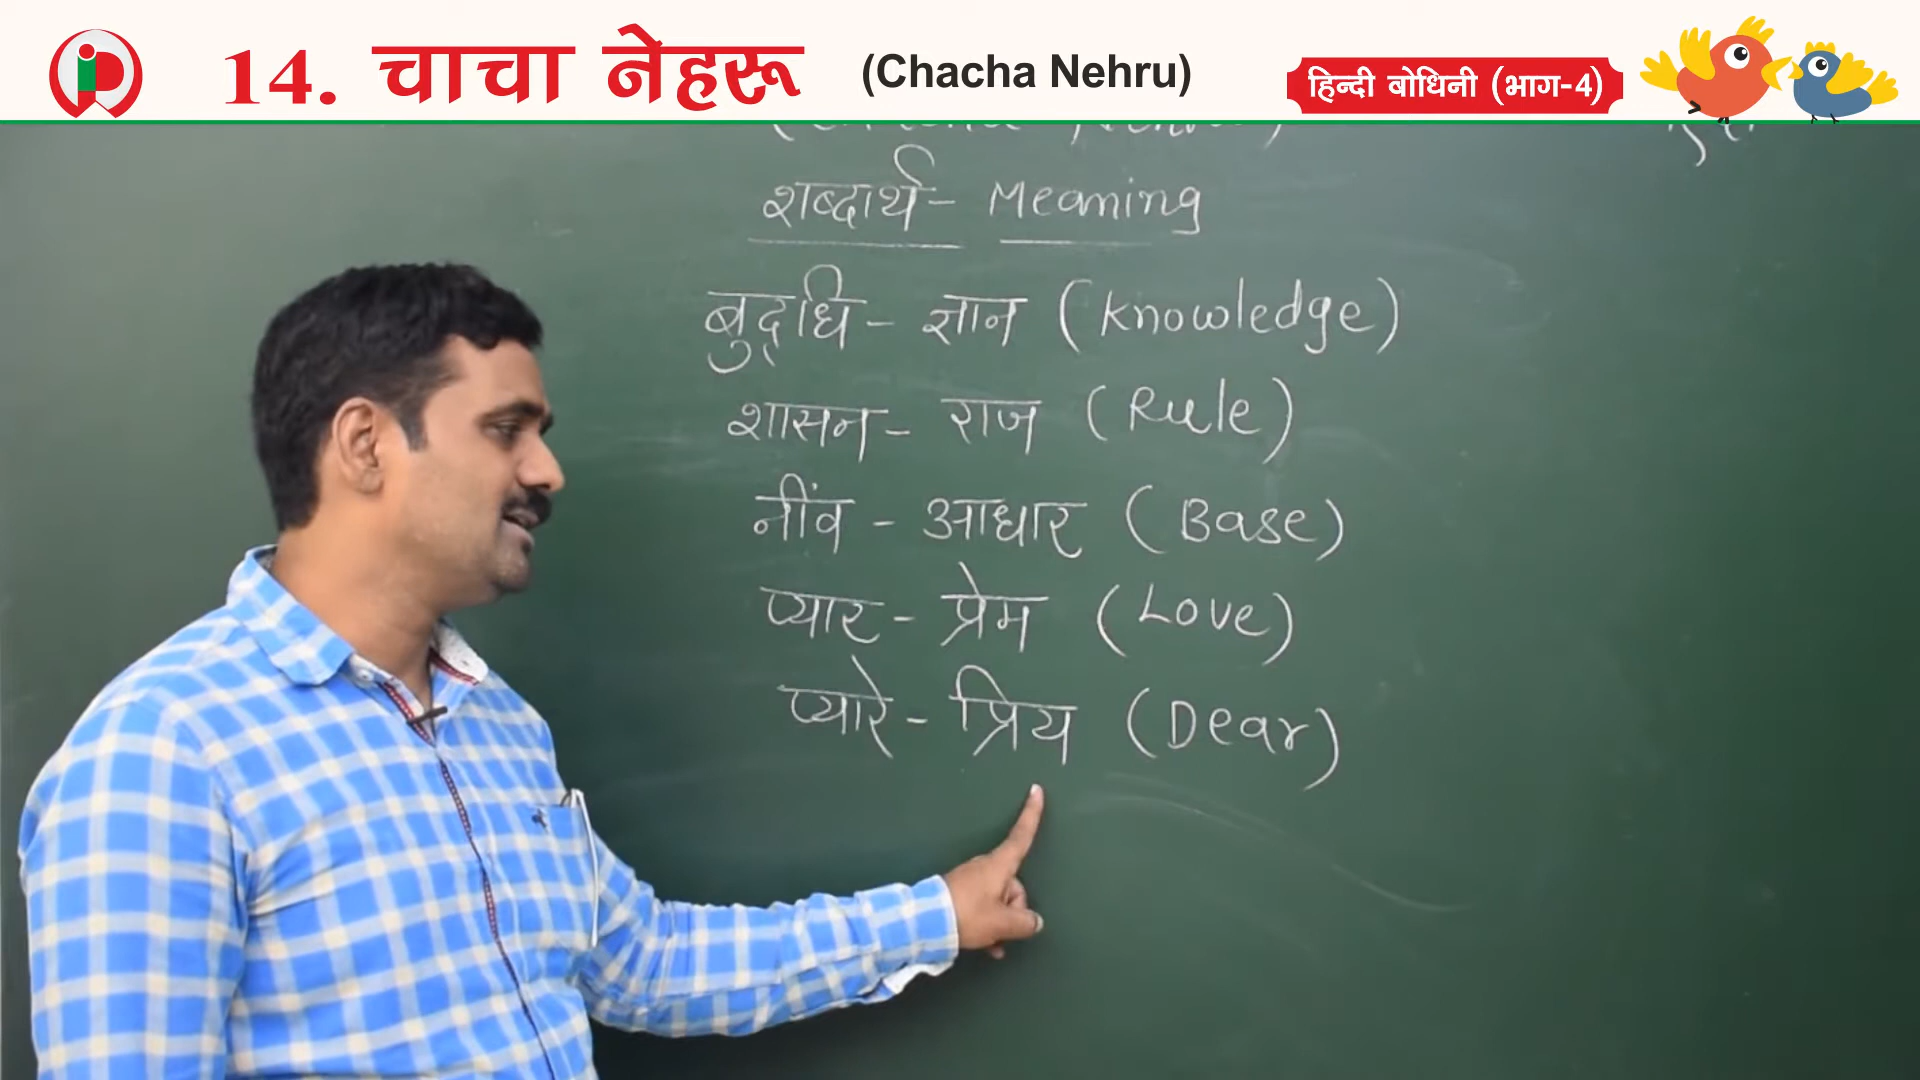 14. चाचा नेहरू (Chacha Nehru) हिन्दी बोधिनी (भाग-4)
शब्दार्थ - Meaning
बुद्धि - ज्ञान (Knowledge)
शासन - राज (Rule)
नींव - आधार (Base)
प्यार - प्रेम (Love)
प्यारे - प्रिय (Dear)